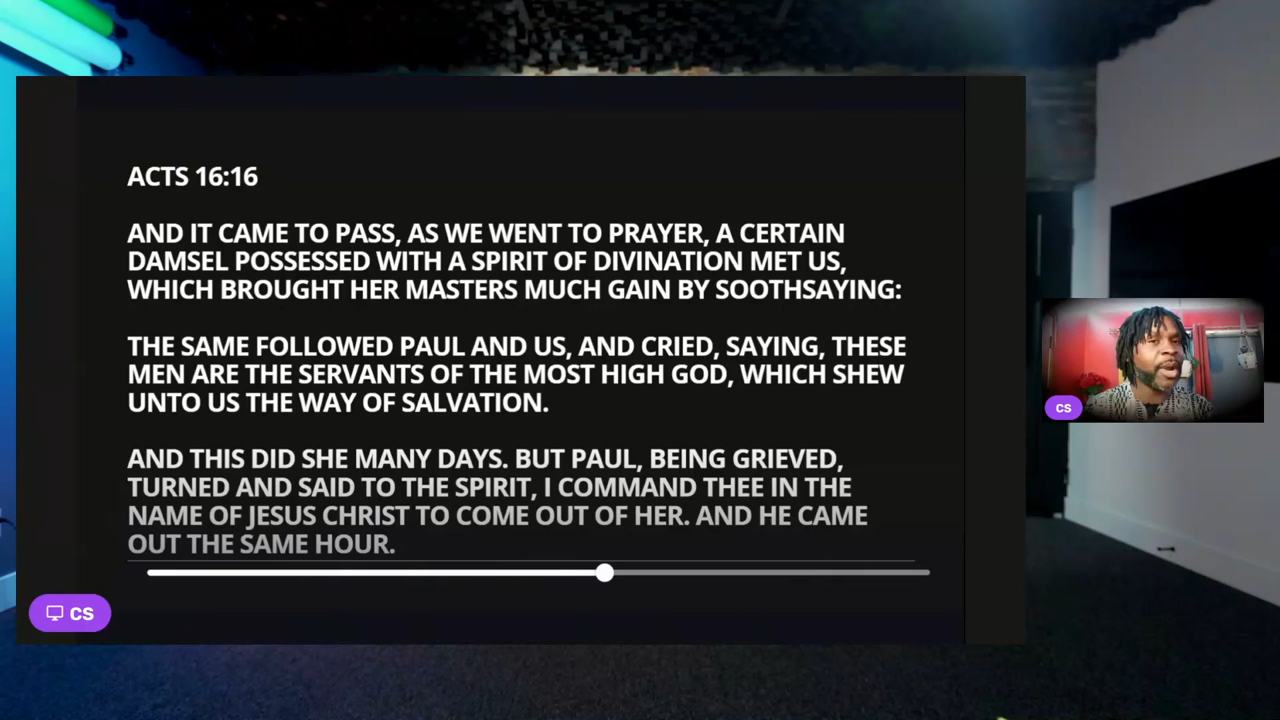 ACTS 16:16
AND IT CAME TO PASS, AS WE WENT TO PRAYER, A CERTAIN
DAMSEL POSSESSED WITH A SPIRIT OF DIVINATION MET US,
WHICH BROUGHT HER MASTERS MUCH GAIN BY SOOTHSAYING:
THE SAME FOLLOWED PAUL AND US, AND CRIED, SAYING, THESE
MEN ARE THE SERVANTS OF THE MOST HIGH GOD, WHICH SHEW
UNTO US THE WAY OF SALVATION.
AND THIS DID SHE MANY DAYS. BUT PAUL, BEING GRIEVED,
TURNED AND SAID TO THE SPIRIT, I COMMAND THEE IN THE
NAME OF JESUS CHRIST TO COME OUT OF HER. AND HE CAME
OUT THE SAME HOUR.
CS
CS